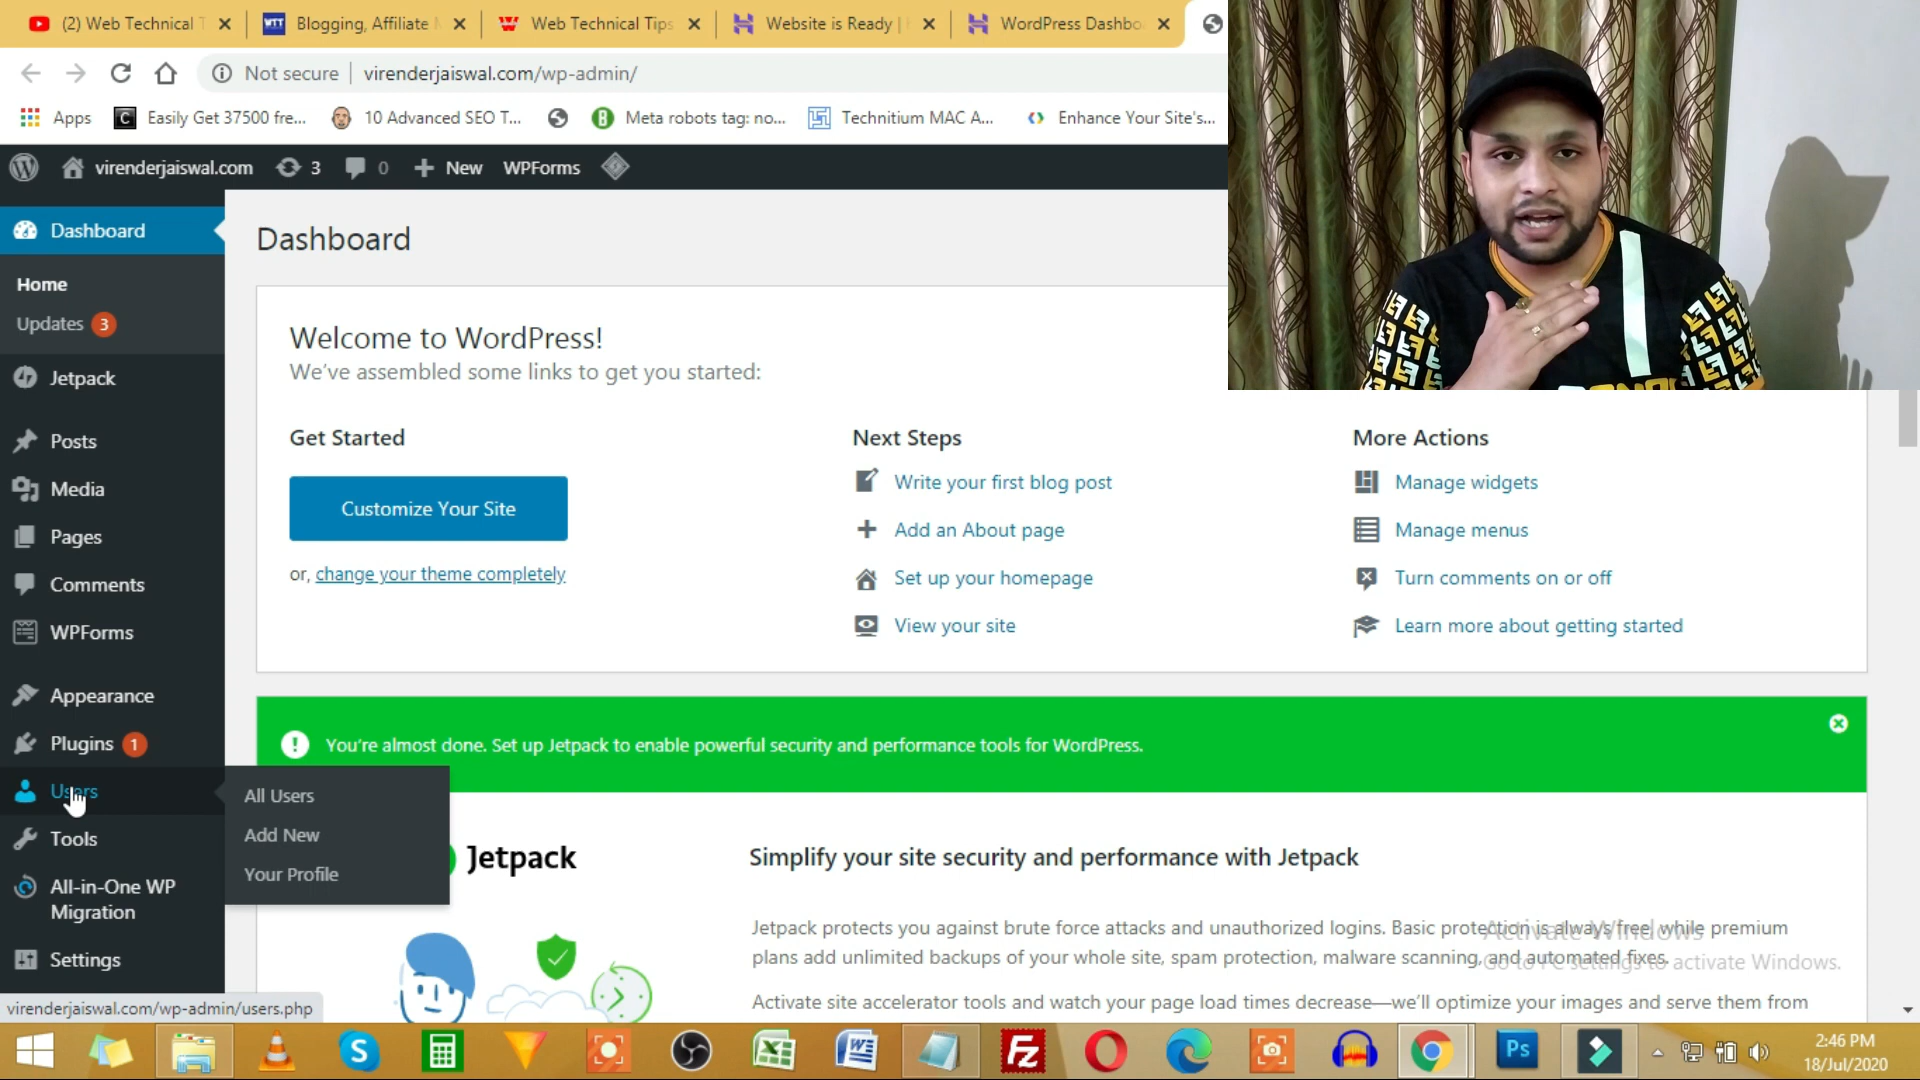 (2) Web Technical T
Blogging, Affiliate M
Web Technical Tips
Website is Ready | H
WordPress Dashbo
Not secure
virenderjaiswal.com/wp-admin/
Apps
Easily Get 37500 fre...
10 Advanced SEO T...
Meta robots tag: no...
Technitium MAC A...
Enhance Your Site's...
virenderjaiswal.com
3
0
New
WPForms
Dashboard
Home
Updates 3
Jetpack
Posts
Media
Pages
Comments
WPForms
Appearance
Plugins 1
Users
Tools
All-in-One WP
Migration
Settings
All Users
Add New
Your Profile
Dashboard
Welcome to WordPress!
We've assembled some links to get you started:
Get Started
Customize Your Site
or, change your theme completely
Next Steps
Write your first blog post
Add an About page
Set up your homepage
View your site
More Actions
Manage widgets
Manage menus
Turn comments on or off
Learn more about getting started
You're almost done. Set up Jetpack to enable powerful security and performance tools for WordPress.
Jetpack
Simplify your site security and performance with Jetpack
Jetpack protects you against brute force attacks and unauthorized logins. Basic protection is always free, while premium
plans add unlimited backups of your whole site, spam protection, malware scanning, and automated fixes.
Activate site accelerator tools and watch your page load times decrease—we'll optimize your images and serve them from
Activate Windows
Go to PC settings to activate Windows.
virenderjaiswal.com/wp-admin/users.php
Ps
2:46 PM
18/Jul/2020